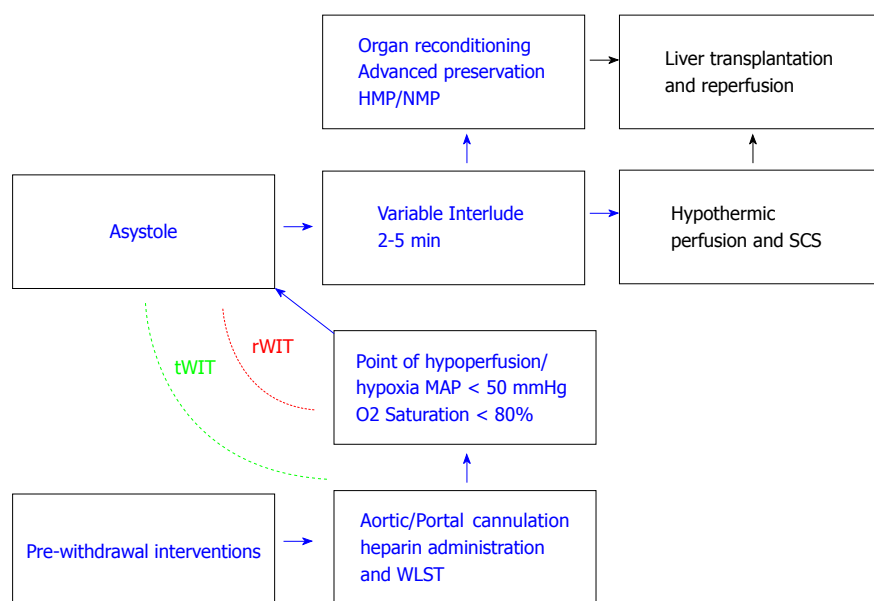 Organ reconditioning
Advanced preservation
HMP/NMP
Liver transplantation
and reperfusion
Asystole
Variable Interlude
2-5 min
Hypothermic
perfusion and SCS
rWIT
tWIT
Point of hypoperfusion/
hypoxia MAP < 50 mmHg
O2 Saturation < 80%
Pre-withdrawal interventions
Aortic/Portal cannulation
heparin administration
and WLST